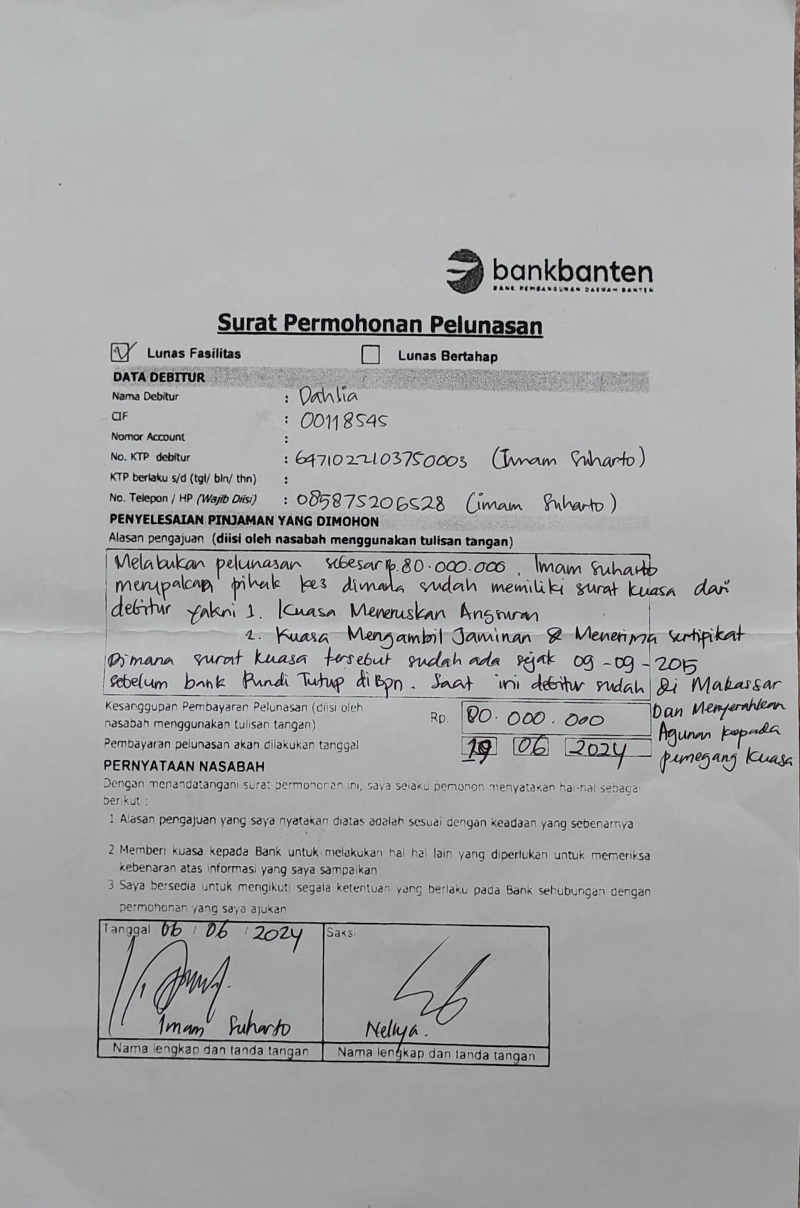 bankbanten
BANK PEMBANGUNAN DAERAH BANTEN
Surat Permohonan Pelunasan
Lunas Fasilitas Lunas Bertahap
DATA DEBITUR
Nama Debitur : Dahlia
CIF : 00118545
Nomor Account :
No. KTP debitur : 6471022103750003 (Imam Suharto)
KTP berlaku s/d (tgl/ bln/ thn) :
No. Telepon / HP (Wajib Diisi) : 085875206528 (imam Suharto)
PENYELESAIAN PINJAMAN YANG DIMOHON
Alasan pengajuan (diisi oleh nasabah menggunakan tulisan tangan)
Melakukan pelunasan sebesar Rp. 80.000.000. Imam Suharto
merupakan pihak ke3 dimana sudah memiliki surat kuasa dari
debitur yakni 1. Kuasa Meneruskan Angsuran
2. Kuasa Mengambil Jaminan & Menerima Sertipikat
Dimana surat kuasa tersebut sudah ada sejak 09-09-2015
sebelum bank Pundi Tutup di Bpn. Saat ini debitur sudah di Makassar
Dan Menyerahkan
Agunan kepada
pemegang Kuasa
Kesanggupan Pembayaran Pelunasan (diisi oleh
nasabah menggunakan tulisan tangan) Rp. 80.000.000
Pembayaran pelunasan akan dilakukan tanggal 06 2024
PERNYATAAN NASABAH
Dengan menandatangani surat permohonan ini, saya selaku pemohon menyatakan hal-hal sebagai
berikut :
1 Alasan pengajuan yang saya nyatakan diatas adalah sesuai dengan keadaan yang sebenarnya
2 Memberi kuasa kepada Bank untuk melakukan hal hal lain yang diperlukan untuk memeriksa
kebenaran atas informasi yang saya sampaikan
3 Saya bersedia untuk mengikuti segala ketentuan yang berlaku pada Bank sehubungan dengan
permohonan yang saya ajukan
Tanggal 06 / 06 / 2024 Saksi
Imam Suharto Nellya.
Nama lengkap dan tanda tangan Nama lengkap dan tanda tangan